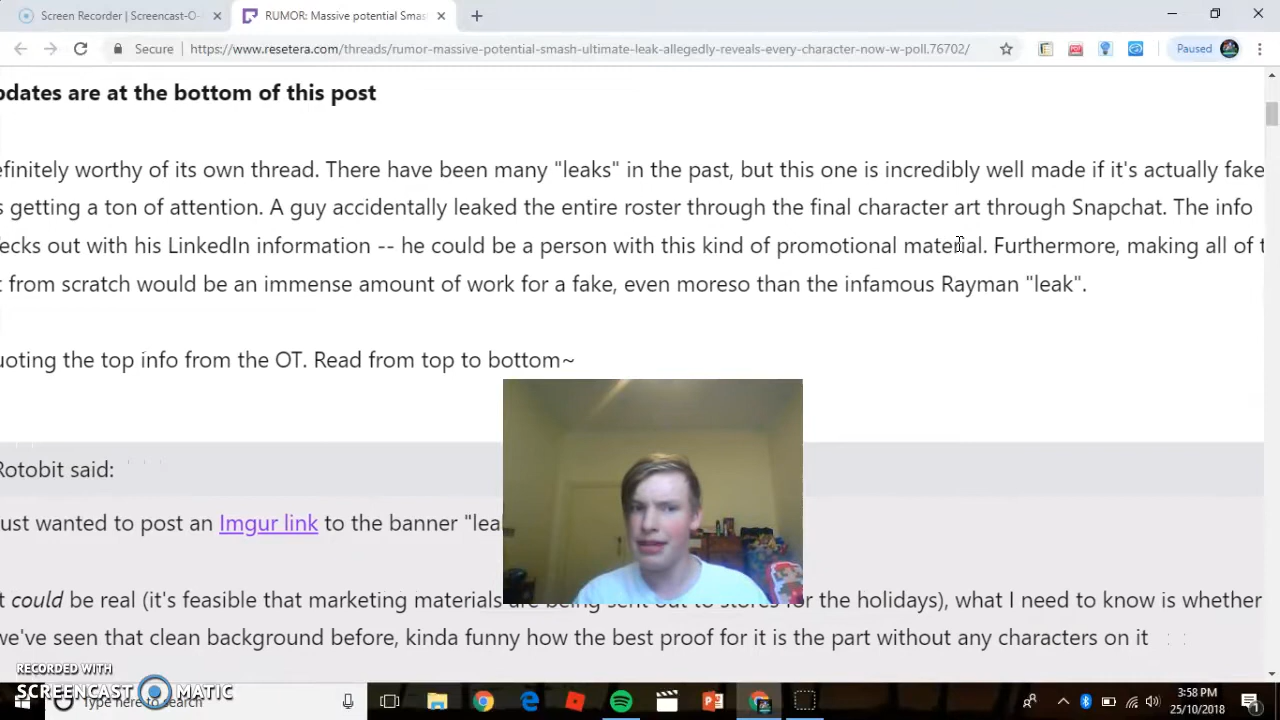 Screen Recorder | Screencast-O-
RUMOR: Massive potential Smas
Secure
https://www.resetera.com/threads/rumor-massive-potential-smash-ultimate-leak-allegedly-reveals-every-character-now-w-poll.76702/
Paused
pdates are at the bottom of this post
efinitely worthy of its own thread. There have been many "leaks" in the past, but this one is incredibly well made if it's actually fake
s getting a ton of attention. A guy accidentally leaked the entire roster through the final character art through Snapchat. The info
ecks out with his LinkedIn information -- he could be a person with this kind of promotional material. Furthermore, making all of t
t from scratch would be an immense amount of work for a fake, even moreso than the infamous Rayman "leak".
uoting the top info from the OT. Read from top to bottom~
Rotobit said:
ust wanted to post an Imgur link to the banner "lea
t could be real (it's feasible that marketing materials are being sent out to stores for the holidays), what I need to know is whether
we've seen that clean background before, kinda funny how the best proof for it is the part without any characters on it
RECORDED WITH
SCREENCAST MATIC
Type here to search
3:58 PM
25/10/2018